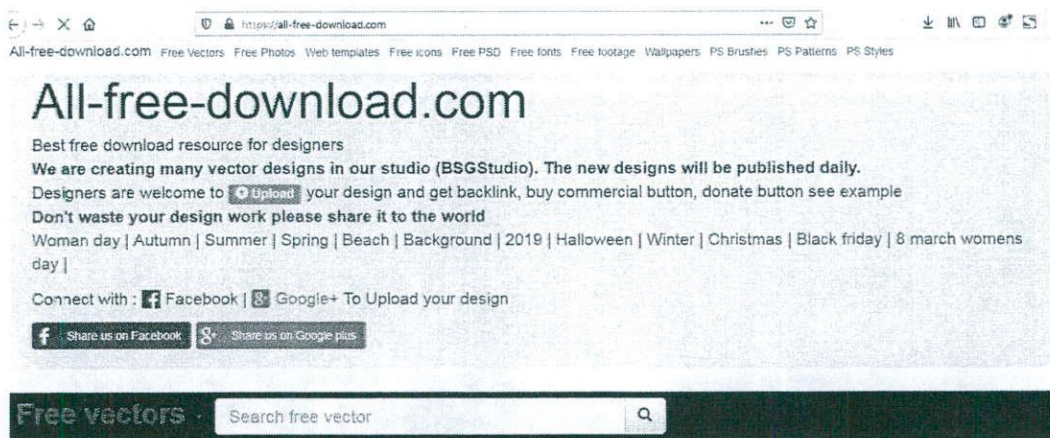 https://all-free-download.com
All-free-download.com Free Vectors Free Photos Web templates Free icons Free PSD Free fonts Free footage Wallpapers PS Brushes PS Patterns PS Styles
All-free-download.com
Best free download resource for designers
We are creating many vector designs in our studio (BSGStudio). The new designs will be published daily.
Designers are welcome to Upload your design and get backlink, buy commercial button, donate button see example
Don't waste your design work please share it to the world
Woman day | Autumn | Summer | Spring | Beach | Background | 2019 | Halloween | Winter | Christmas | Black friday | 8 march womens
day |
Connect with : Facebook | Google+ To Upload your design
Share us on Facebook Share us on Google plus
Free vectors Search free vector